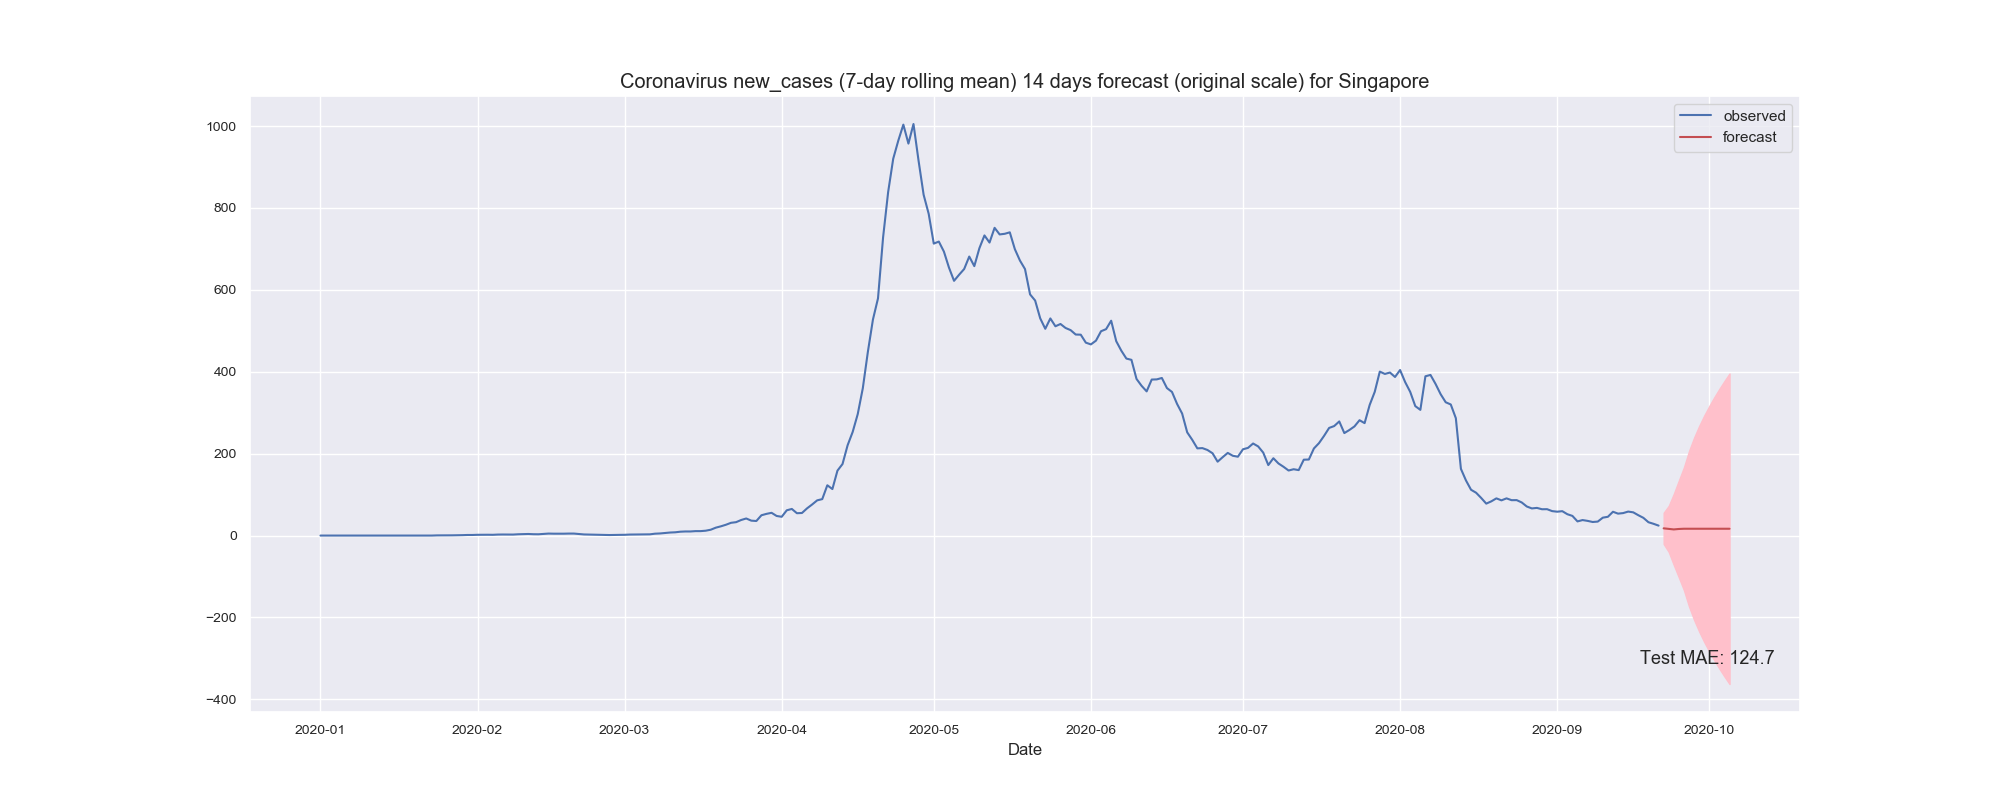 Coronavirus new_cases (7-day rolling mean) 14 days forecast (original scale) for Singapore
observed
forecast
1000
800
600
400
200
0
−200
−400
Test MAE: 124.7
2020-01 2020-02 2020-03 2020-04 2020-05 2020-06 2020-07 2020-08 2020-09 2020-10
Date